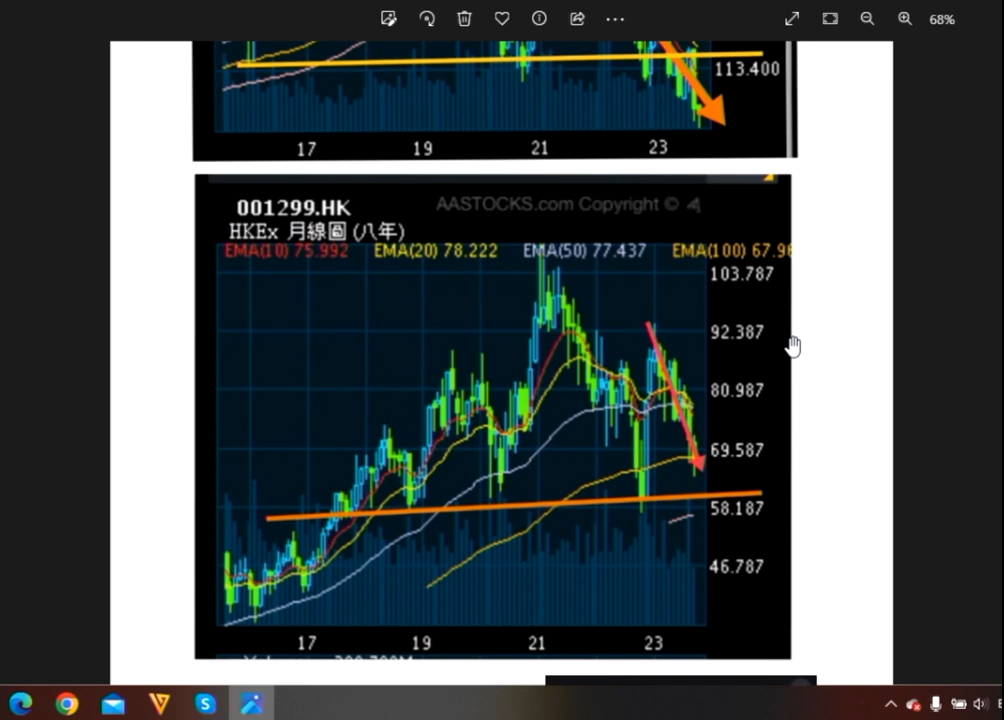 68%
113.400
17 19 21 23
001299.HK
AASTOCKS.com Copyright ©
HKEx 月線圖 (八年)
EMA(10) 75.992 EMA(20) 78.222 EMA(50) 77.437 EMA(100) 67.9
103.787
92.387
80.987
69.587
58.187
46.787
17 19 21 23